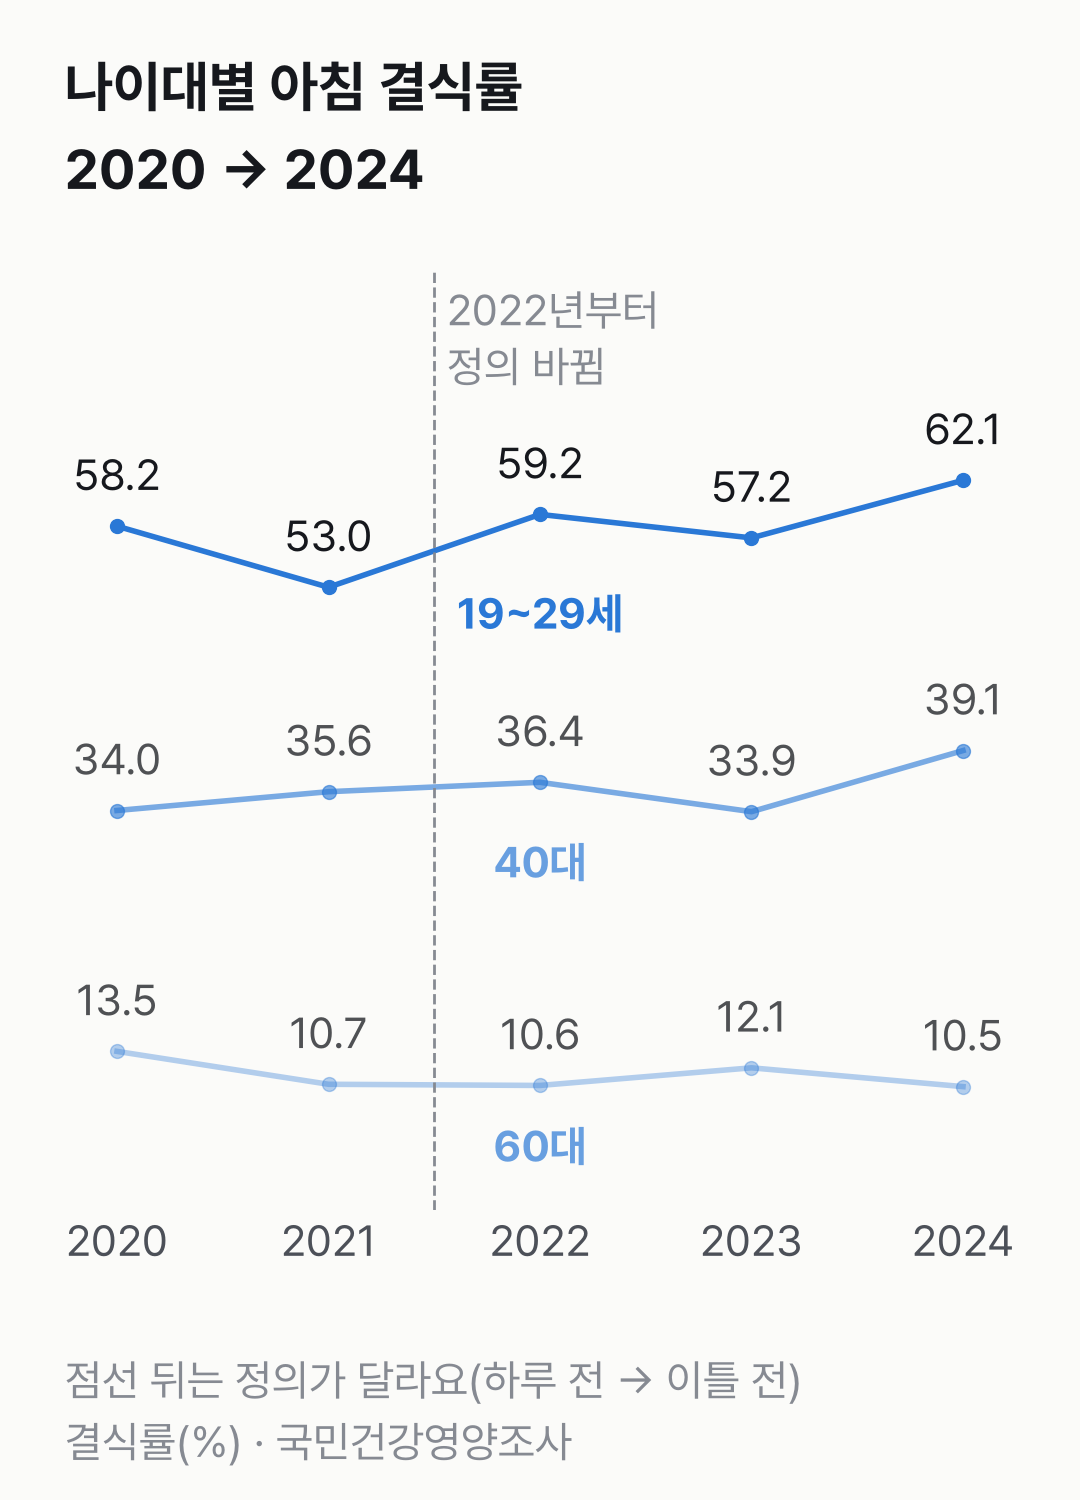 나이대별 아침 결식률
2020 → 2024
2022년부터
정의 바뀜
58.2
53.0
59.2
57.2
62.1
19~29세
34.0
35.6
36.4
33.9
39.1
40대
13.5
10.7
10.6
12.1
10.5
60대
2020
2021
2022
2023
2024
점선 뒤는 정의가 달라요(하루 전 → 이틀 전)
결식률(%) · 국민건강영양조사